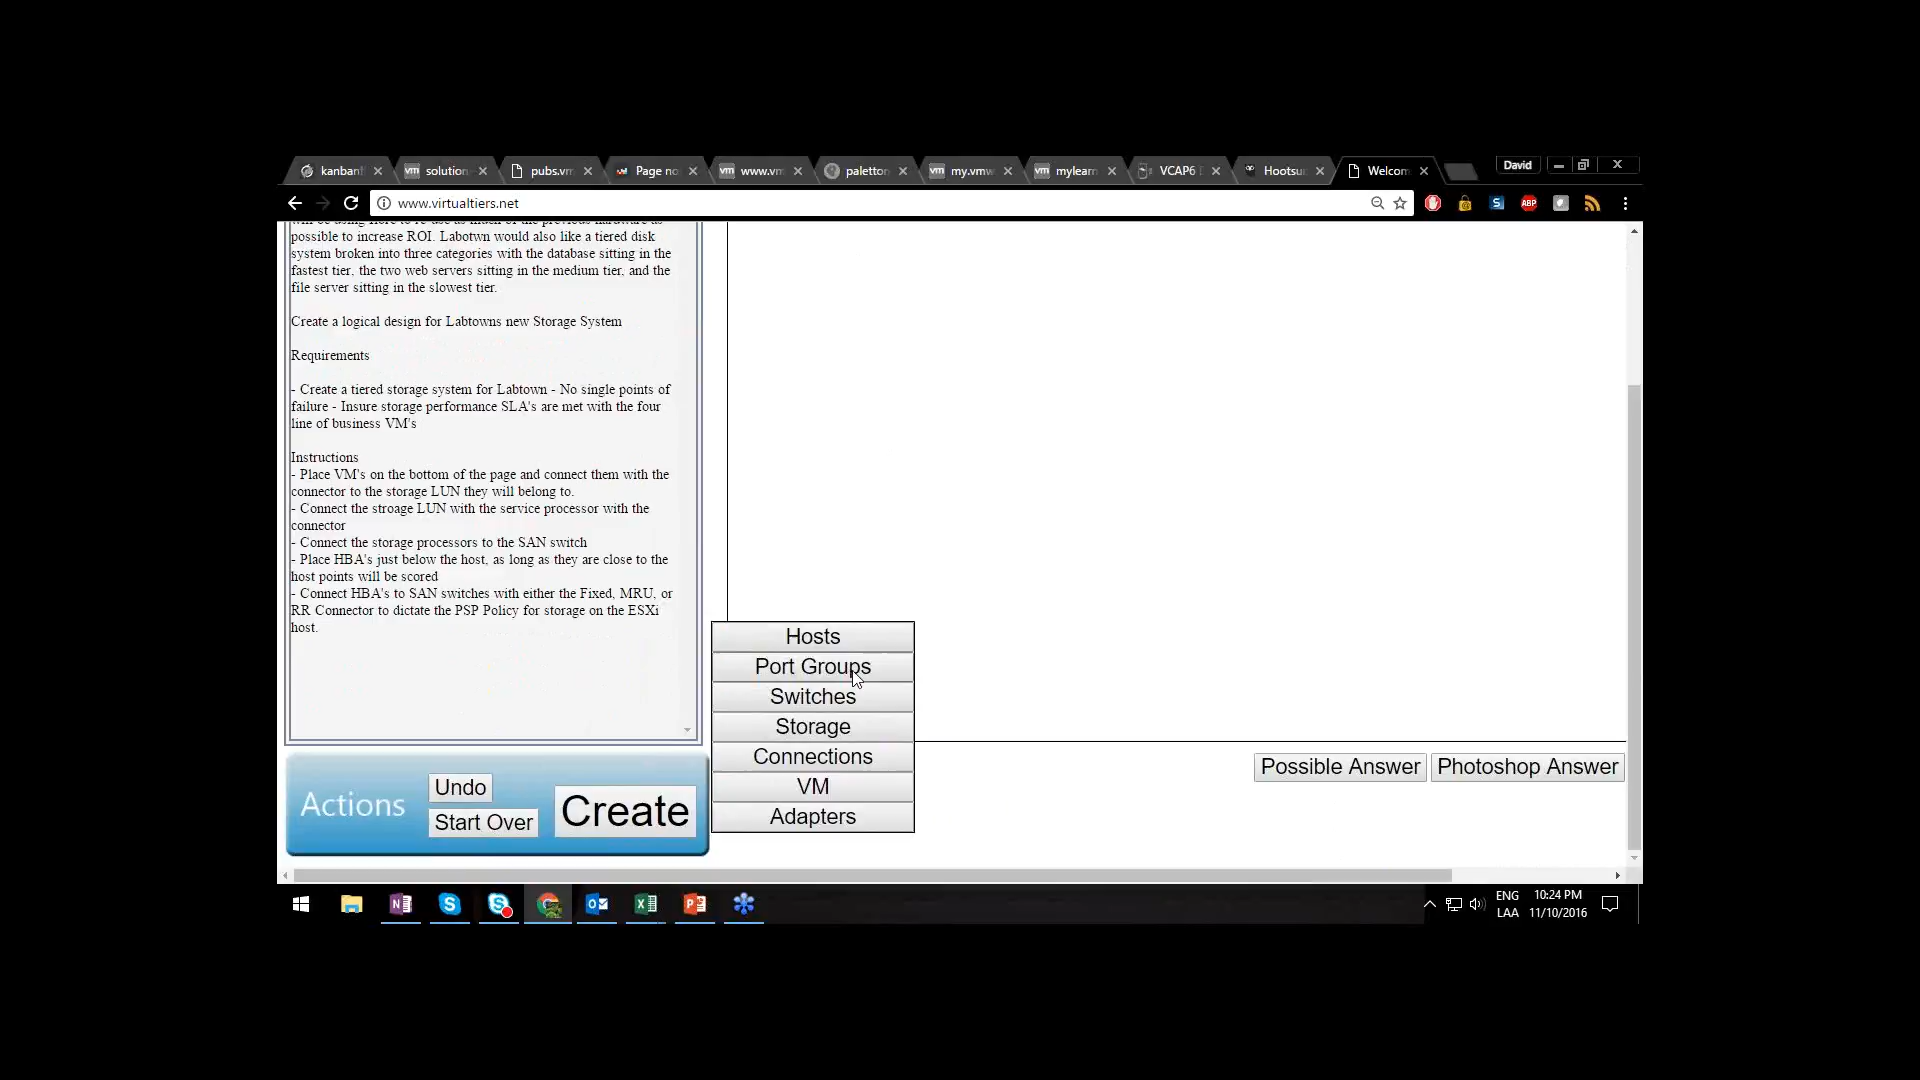 David
kanban
solution
pubs.vm
Page no
www.vm
paletton
my.vmw
mylearn
VCAP6
Hootsu
Welcom
www.virtualtiers.net
S
ABP
possible to increase ROI. Labotwn would also like a tiered disk
system broken into three categories with the database sitting in the
fastest tier, the two web servers sitting in the medium tier, and the
file server sitting in the slowest tier.
Create a logical design for Labtowns new Storage System
Requirements
- Create a tiered storage system for Labtown - No single points of
failure - Insure storage performance SLA's are met with the four
line of business VM's
Instructions
- Place VM's on the bottom of the page and connect them with the
connector to the storage LUN they will belong to.
- Connect the stroage LUN with the service processor with the
connector
- Connect the storage processors to the SAN switch
- Place HBA's just below the host, as long as they are close to the
host points will be scored
- Connect HBA's to SAN switches with either the Fixed, MRU, or
RR Connector to dictate the PSP Policy for storage on the ESXi
host.
Hosts
Port Groups
Switches
Storage
Connections
VM
Adapters
Actions
Undo
Start Over
Create
Possible Answer
Photoshop Answer
ENG
LAA
10:24 PM
11/10/2016